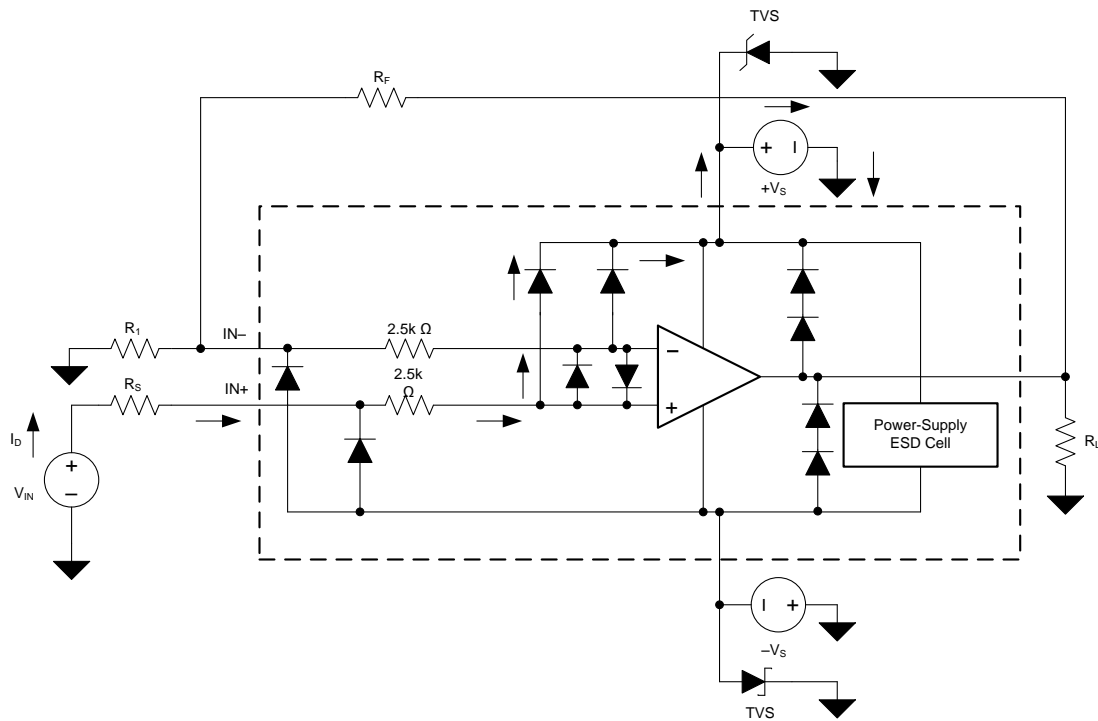 TVS
RF
+ –
+VS
R1
IN–
2.5k Ω
RS
IN+
2.5k
Ω
–
+
ID
+
–
VIN
Power-Supply
ESD Cell
RL
– +
–VS
TVS